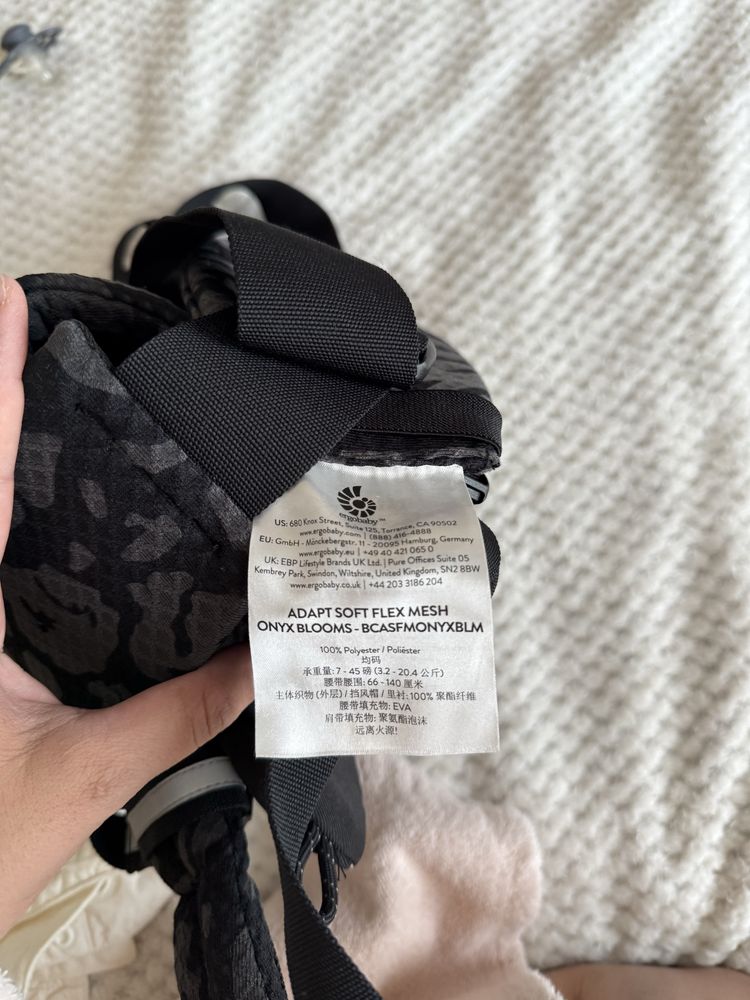 ergobaby™
US: 680 Knox Street, Suite 125, Torrance, CA 90502
www.ergobaby.com | (888) 416-4888
EU: GmbH - Mönckebergstr. 11 - 20095 Hamburg, Germany
www.ergobaby.eu | +49 40 421 065 0
UK: EBP Lifestyle Brands UK Ltd. | Pure Offices Suite 05
Kembrey Park, Swindon, Wiltshire, United Kingdom, SN2 8BW
www.ergobaby.co.uk | +44 203 3186 204
ADAPT SOFT FLEX MESH
ONYX BLOOMS - BCASFMONYXBLM
100% Polyester / Poliéster
均码
承重量: 7 - 45 磅 (3.2 - 20.4 公斤)
腰带腰围: 66 - 140 厘米
主体织物 (外层) / 挡风帽 / 里衬: 100% 聚酯纤维
腰带填充物: EVA
肩带填充物: 聚氨酯泡沫
远离火源!